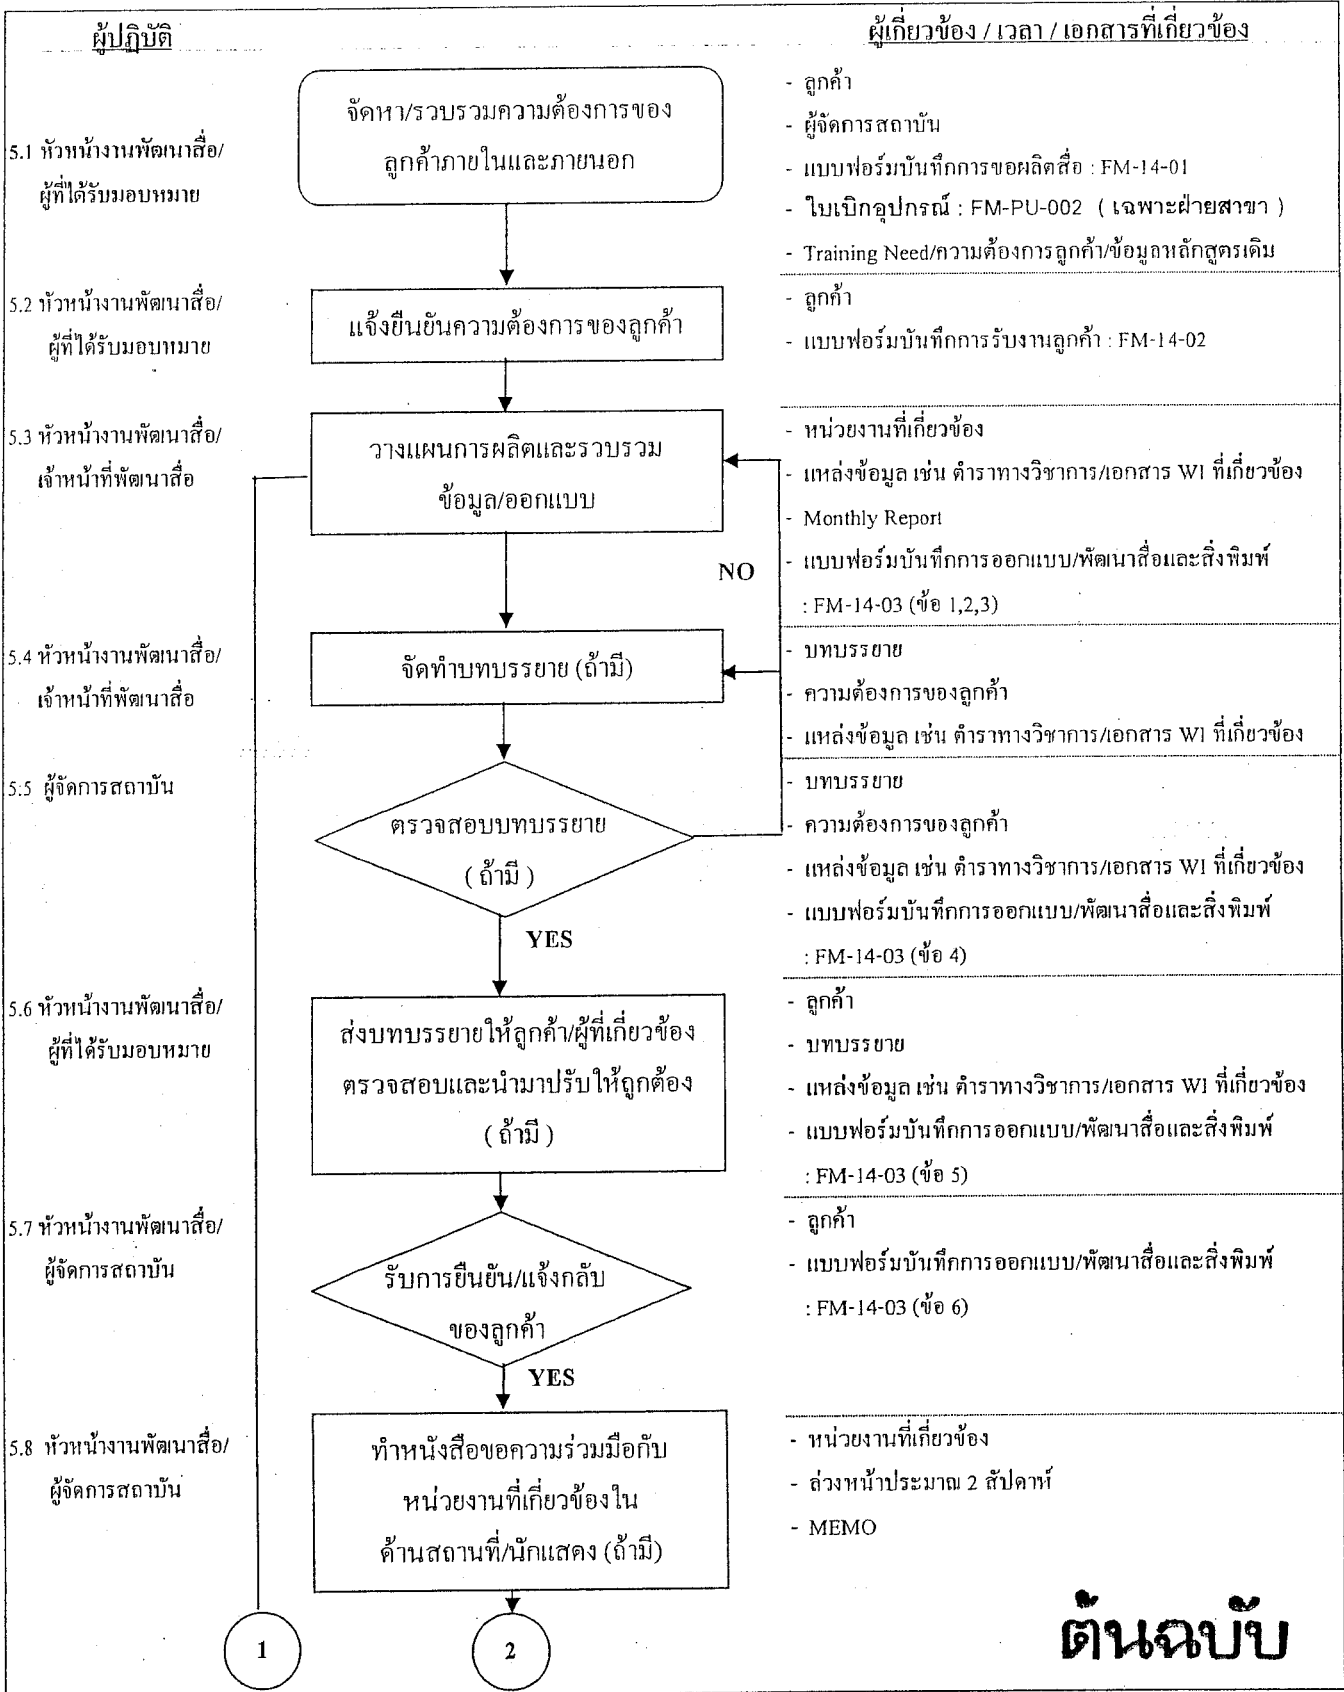 ผู้ปฏิบัติ
ผู้เกี่ยวข้อง / เวลา / เอกสารที่เกี่ยวข้อง
5.1 หัวหน้างานพัฒนาสื่อ/
ผู้ที่ได้รับมอบหมาย
จัดหา/รวบรวมความต้องการของ
ลูกค้าภายในและภายนอก
- ลูกค้า
- ผู้จัดการสถาบัน
- แบบฟอร์มบันทึกการขอผลิตสื่อ : FM-14-01
- ใบเบิกอุปกรณ์ : FM-PU-002 ( เฉพาะฝ่ายสาขา )
- Training Need/ความต้องการลูกค้า/ข้อมูลหลักสูตรเดิม
5.2 หัวหน้างานพัฒนาสื่อ/
ผู้ที่ได้รับมอบหมาย
แจ้งยืนยันความต้องการของลูกค้า
- ลูกค้า
- แบบฟอร์มบันทึกการรับงานลูกค้า : FM-14-02
5.3 หัวหน้างานพัฒนาสื่อ/
เจ้าหน้าที่พัฒนาสื่อ
วางแผนการผลิตและรวบรวม
ข้อมูล/ออกแบบ
- หน่วยงานที่เกี่ยวข้อง
- แหล่งข้อมูล เช่น ตำราทางวิชาการ/เอกสาร WI ที่เกี่ยวข้อง
- Monthly Report
- แบบฟอร์มบันทึกการออกแบบ/พัฒนาสื่อและสิ่งพิมพ์
: FM-14-03 (ข้อ 1,2,3)
NO
5.4 หัวหน้างานพัฒนาสื่อ/
เจ้าหน้าที่พัฒนาสื่อ
จัดทำบทบรรยาย (ถ้ามี)
- บทบรรยาย
- ความต้องการของลูกค้า
- แหล่งข้อมูล เช่น ตำราทางวิชาการ/เอกสาร WI ที่เกี่ยวข้อง
5:5 ผู้จัดการสถาบัน
ตรวจสอบบทบรรยาย
( ถ้ามี )
YES
- บทบรรยาย
- ความต้องการของลูกค้า
- แหล่งข้อมูล เช่น ตำราทางวิชาการ/เอกสาร WI ที่เกี่ยวข้อง
- แบบฟอร์มบันทึกการออกแบบ/พัฒนาสื่อและสิ่งพิมพ์
: FM-14-03 (ข้อ 4)
5.6 หัวหน้างานพัฒนาสื่อ/
ผู้ที่ได้รับมอบหมาย
ส่งบทบรรยายให้ลูกค้า/ผู้ที่เกี่ยวข้อง
ตรวจสอบและนำมาปรับให้ถูกต้อง
( ถ้ามี )
- ลูกค้า
- บทบรรยาย
- แหล่งข้อมูล เช่น ตำราทางวิชาการ/เอกสาร WI ที่เกี่ยวข้อง
- แบบฟอร์มบันทึกการออกแบบ/พัฒนาสื่อและสิ่งพิมพ์
: FM-14-03 (ข้อ 5)
5.7 หัวหน้างานพัฒนาสื่อ/
ผู้จัดการสถาบัน
รับการยืนยัน/แจ้งกลับ
ของลูกค้า
YES
- ลูกค้า
- แบบฟอร์มบันทึกการออกแบบ/พัฒนาสื่อและสิ่งพิมพ์
: FM-14-03 (ข้อ 6)
5.8 หัวหน้างานพัฒนาสื่อ/
ผู้จัดการสถาบัน
ทำหนังสือขอความร่วมมือกับ
หน่วยงานที่เกี่ยวข้องใน
ด้านสถานที่/นักแสดง (ถ้ามี)
- หน่วยงานที่เกี่ยวข้อง
- ล่วงหน้าประมาณ 2 สัปดาห์
- MEMO
1
2
ต้นฉบับ